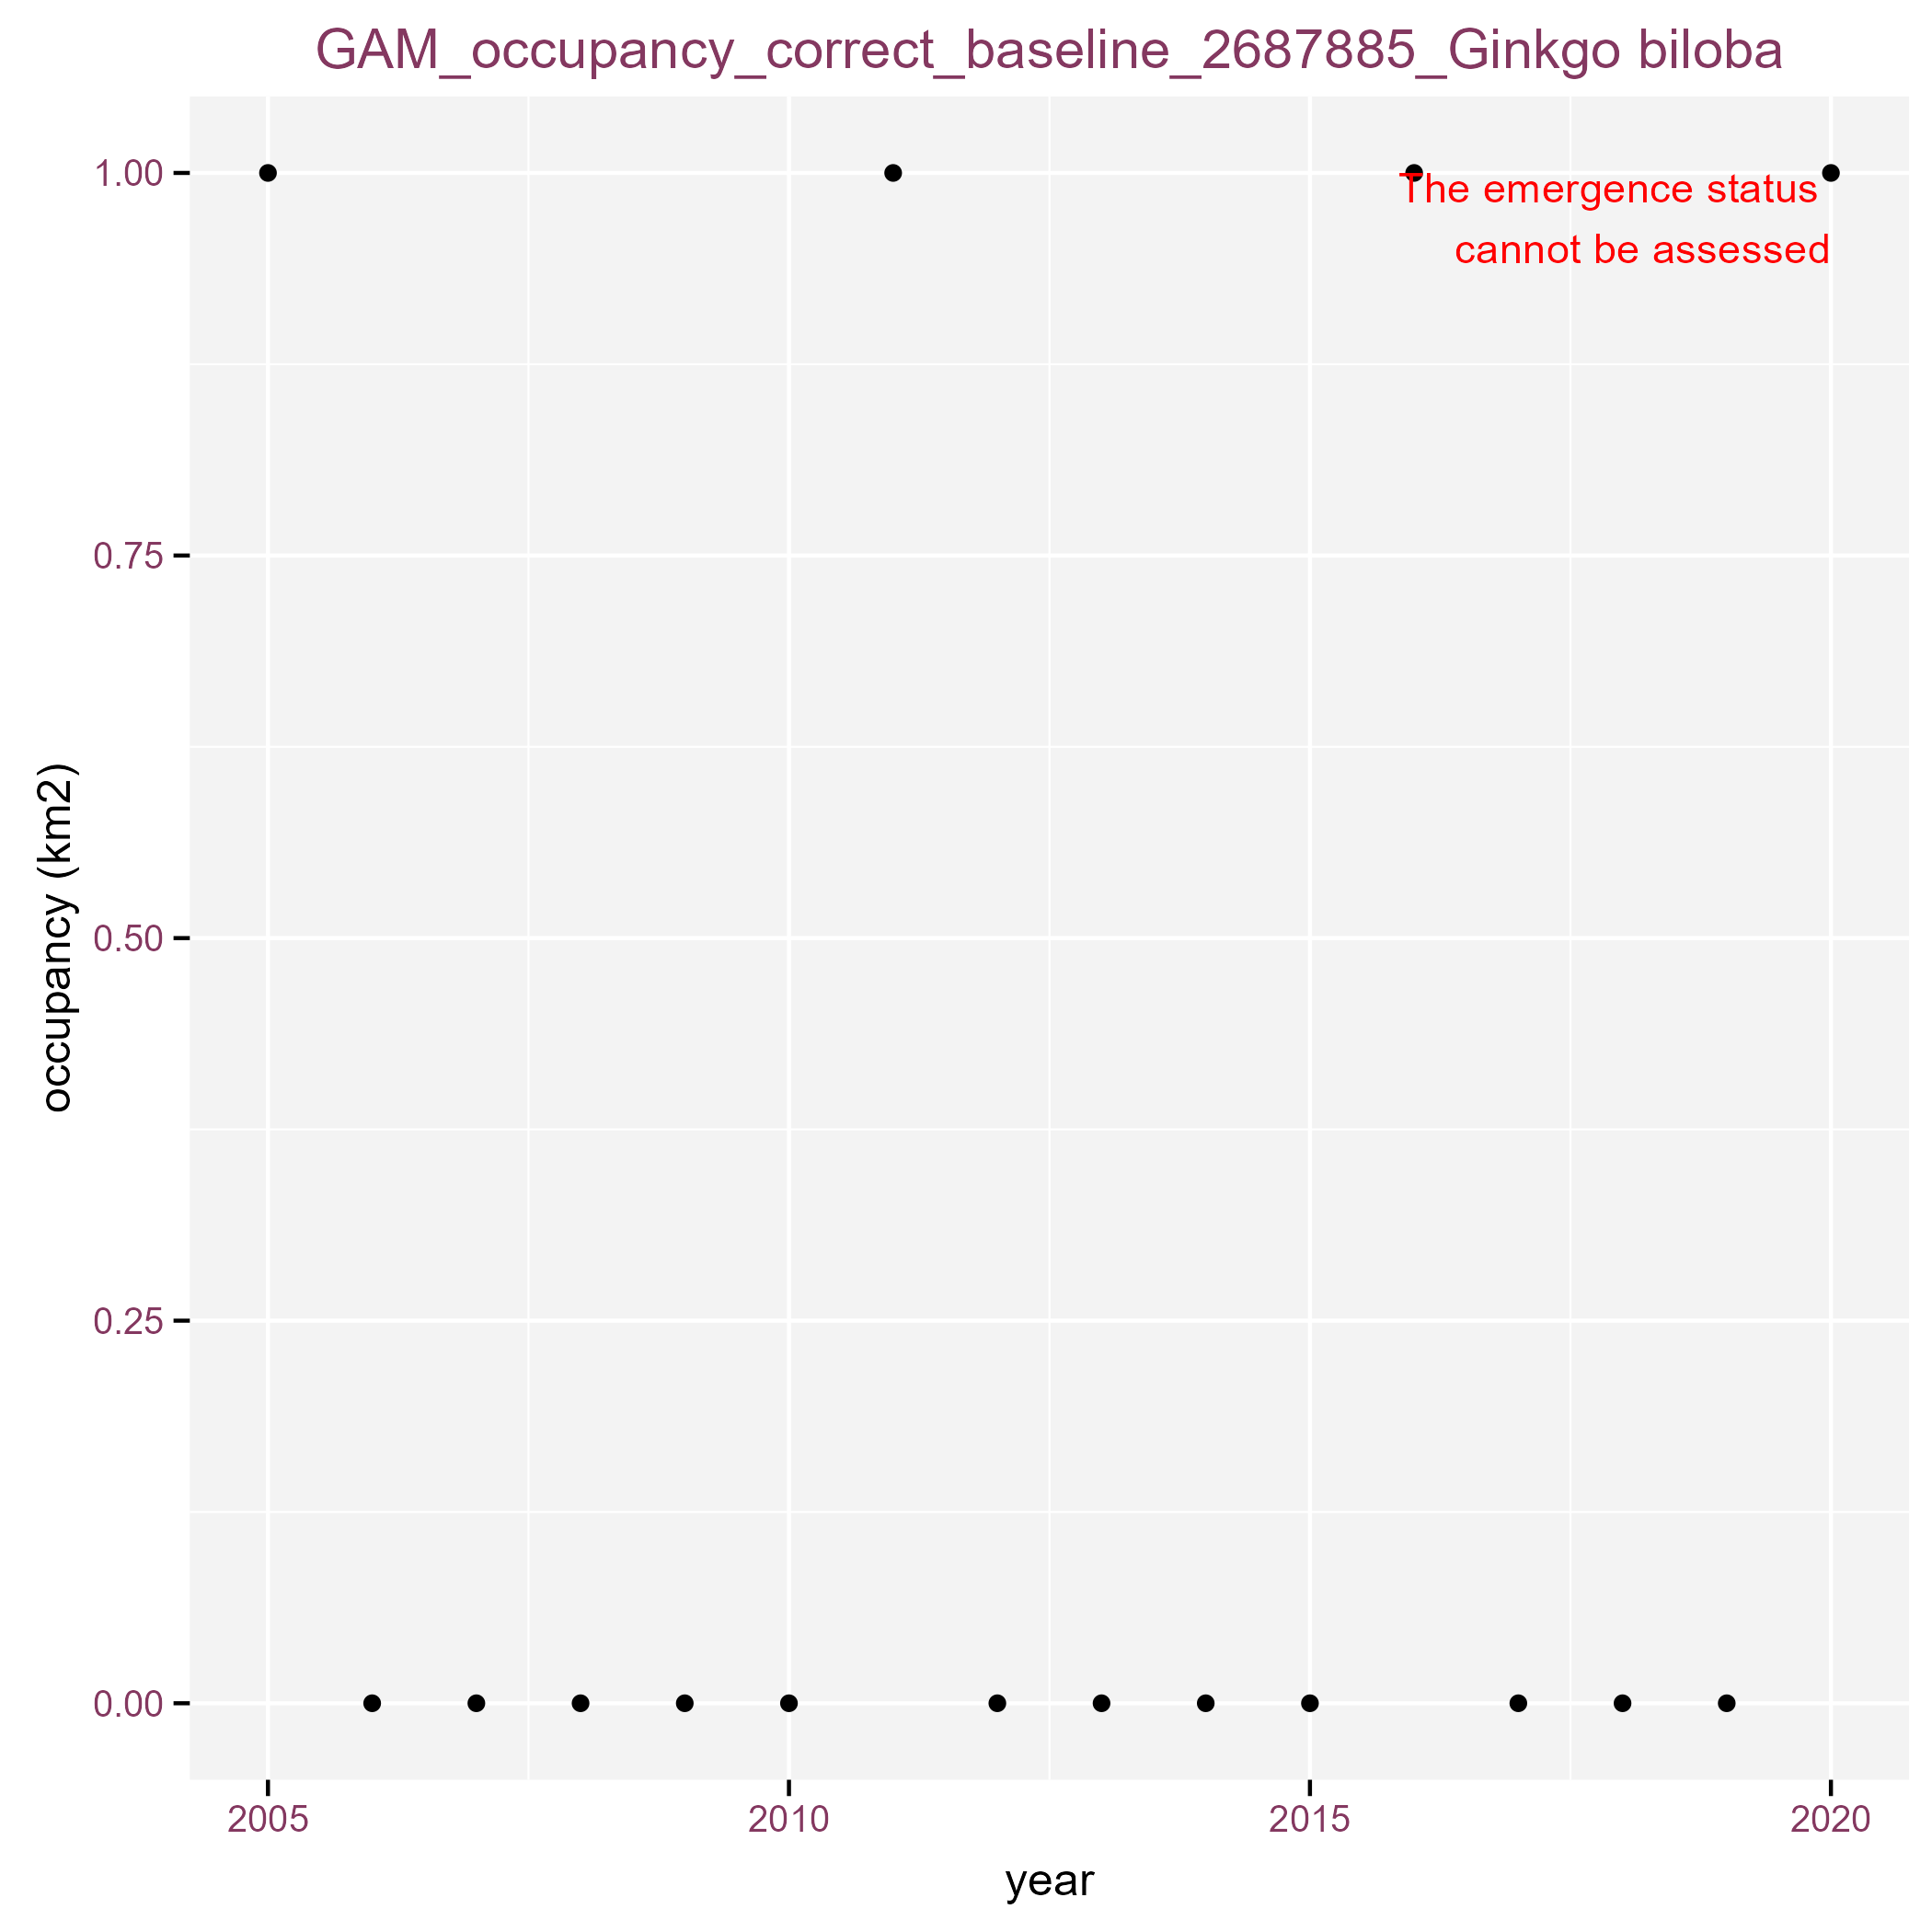 GAM_occupancy_correct_baseline_2687885_Ginkgo biloba
1.00
The emergence status
cannot be assessed
0.75
0.50
0.25
0.00
occupancy (km2)
2005 2010 2015 2020
year